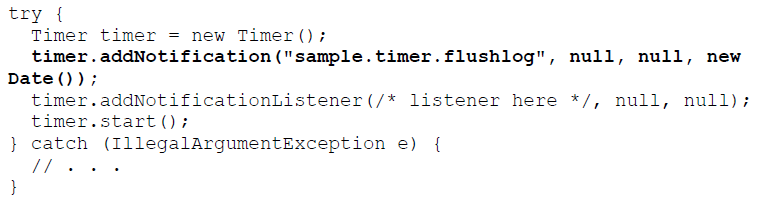 try {
  Timer timer = new Timer();
  timer.addNotification("sample.timer.flushlog", null, null, new
Date());
  timer.addNotificationListener(/* listener here */, null, null);
  timer.start();
} catch (IllegalArgumentException e) {
  // . . .
}